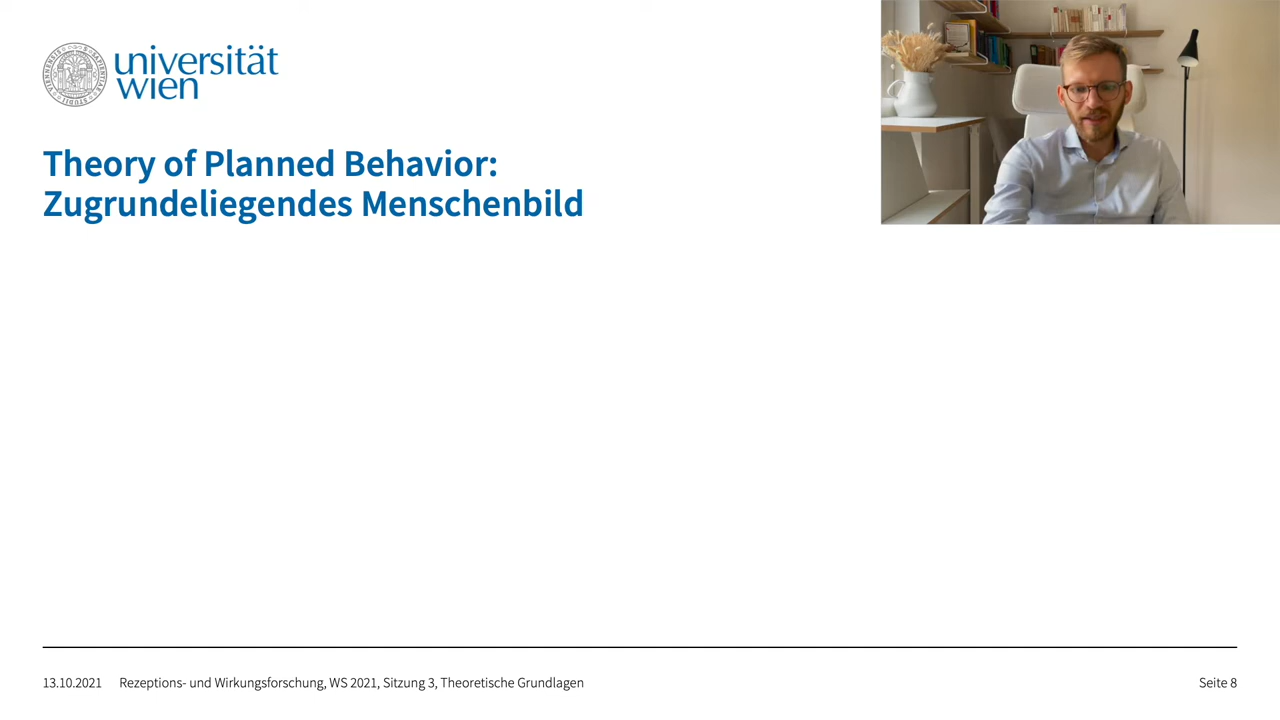 universität
wien
Theory of Planned Behavior:
Zugrundeliegendes Menschenbild
13.10.2021 Rezeptions- und Wirkungsforschung, WS 2021, Sitzung 3, Theoretische Grundlagen Seite 8